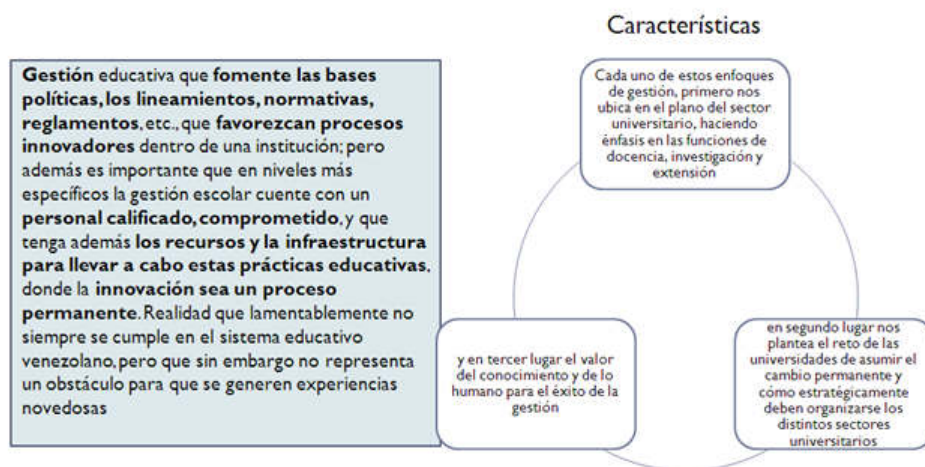 Características
Gestión educativa que fomente las bases
políticas, los lineamientos, normativas,
reglamentos, etc., que favorezcan procesos
innovadores dentro de una institución; pero
además es importante que en niveles más
específicos la gestión escolar cuente con un
personal calificado, comprometido, y que
tenga además los recursos y la infraestructura
para llevar a cabo estas prácticas educativas,
donde la innovación sea un proceso
permanente. Realidad que lamentablemente no
siempre se cumple en el sistema educativo
venezolano, pero que sin embargo no representa
un obstáculo para que se generen experiencias
novedosas
Cada uno de estos enfoques
de gestión, primero nos
ubica en el plano del sector
universitario, haciendo
énfasis en las funciones de
docencia, investigación y
extensión
en segundo lugar nos
plantea el reto de las
universidades de asumir el
cambio permanente y
cómo estratégicamente
deben organizarse los
distintos sectores
universitarios
y en tercer lugar el valor
del conocimiento y de lo
humano para el éxito de la
gestión